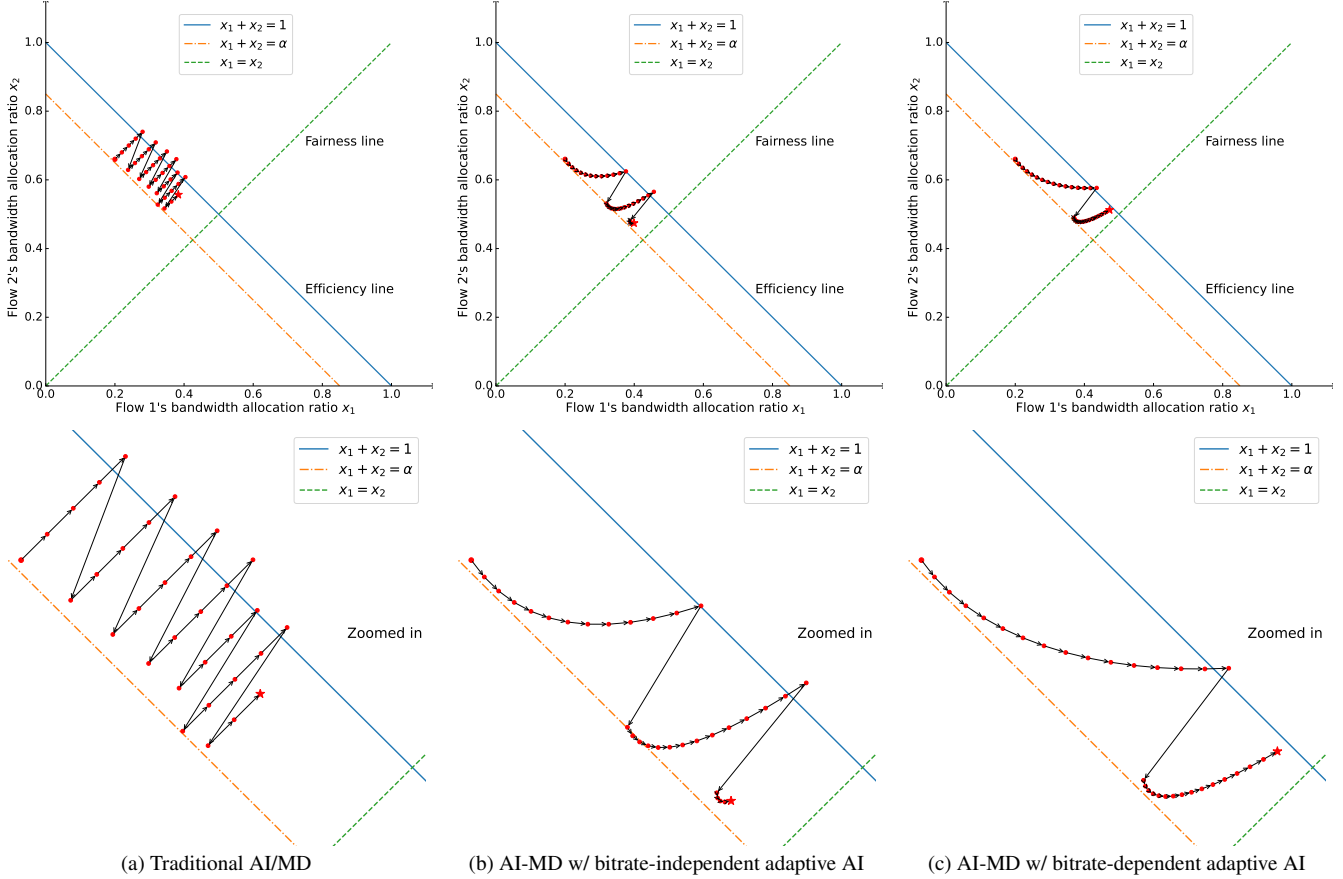 x₁ + x₂ = 1
x₁ + x₂ = α
x₁ = x₂
1.0
0.8
0.6
0.4
0.2
0.0
Flow 2's bandwidth allocation ratio x₂
Fairness line
Efficiency line
0.0 0.2 0.4 0.6 0.8 1.0
Flow 1's bandwidth allocation ratio x₁
x₁ + x₂ = 1
x₁ + x₂ = α
x₁ = x₂
1.0
0.8
0.6
0.4
0.2
0.0
Flow 2's bandwidth allocation ratio x₂
Fairness line
Efficiency line
0.0 0.2 0.4 0.6 0.8 1.0
Flow 1's bandwidth allocation ratio x₁
x₁ + x₂ = 1
x₁ + x₂ = α
x₁ = x₂
1.0
0.8
0.6
0.4
0.2
0.0
Flow 2's bandwidth allocation ratio x₂
Fairness line
Efficiency line
0.0 0.2 0.4 0.6 0.8 1.0
Flow 1's bandwidth allocation ratio x₁
x₁ + x₂ = 1
x₁ + x₂ = α
x₁ = x₂
Zoomed in
x₁ + x₂ = 1
x₁ + x₂ = α
x₁ = x₂
Zoomed in
x₁ + x₂ = 1
x₁ + x₂ = α
x₁ = x₂
Zoomed in
(a) Traditional AI/MD
(b) AI-MD w/ bitrate-independent adaptive AI
(c) AI-MD w/ bitrate-dependent adaptive AI